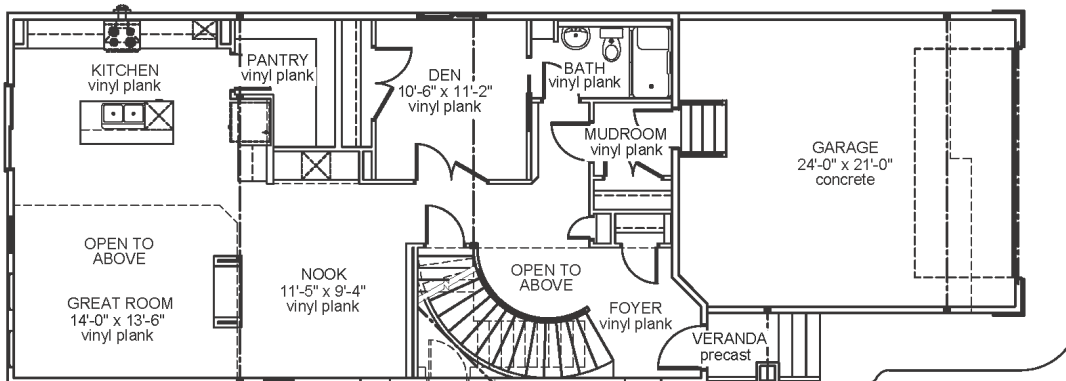 KITCHEN
vinyl plank
PANTRY
vinyl plank
DEN
10'-6" x 11'-2"
vinyl plank
BATH
vinyl plank
MUDROOM
vinyl plank
GARAGE
24'-0" x 21'-0"
concrete
OPEN TO
ABOVE
GREAT ROOM
14'-0" x 13'-6"
vinyl plank
NOOK
11'-5" x 9'-4"
vinyl plank
OPEN TO
ABOVE
FOYER
vinyl plank
VERANDA
precast